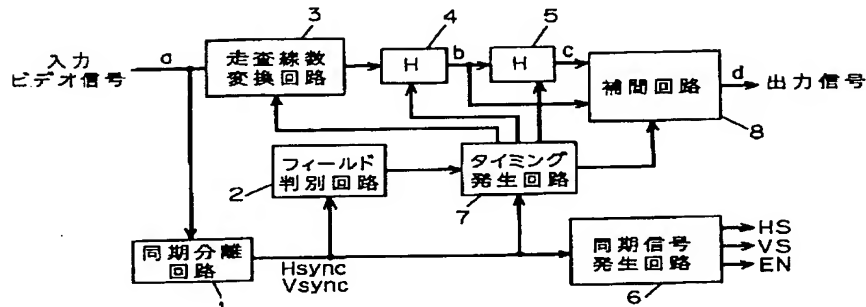 3
4
5
入力
ビデオ信号
a
走査線数
変換回路
H
b
H
c
補間回路
d
出力信号
8
2
フィールド
判別回路
タイミング
発生回路
7
同期分離
回路
1
Hsync
Vsync
同期信号
発生回路
6
HS
VS
EN